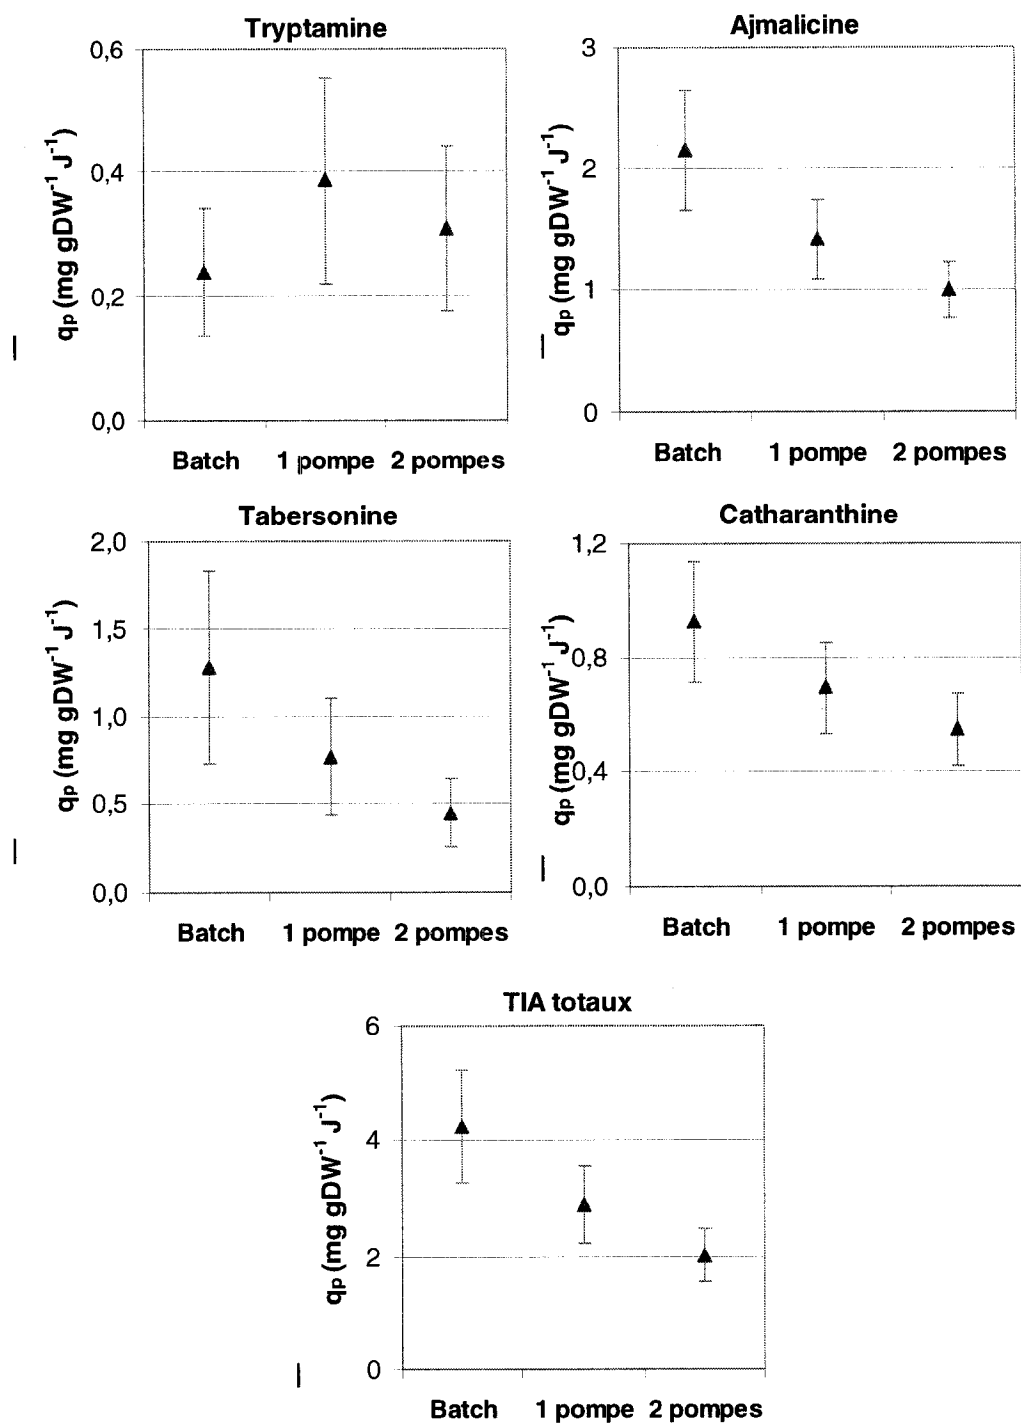 Tryptamine
0,6
0,4
0,2
0,0
qp (mg gDW-1 J-1)
Batch 1 pompe 2 pompes
Ajmalicine
3
2
1
0
qp (mg gDW-1 J-1)
Batch 1 pompe 2 pompes
Tabersonine
2,0
1,5
1,0
0,5
0,0
qp (mg gDW-1 J-1)
Batch 1 pompe 2 pompes
Catharanthine
1,2
0,8
0,4
0,0
qp (mg gDW-1 J-1)
Batch 1 pompe 2 pompes
TIA totaux
6
4
2
0
qp (mg gDW-1 J-1)
Batch 1 pompe 2 pompes